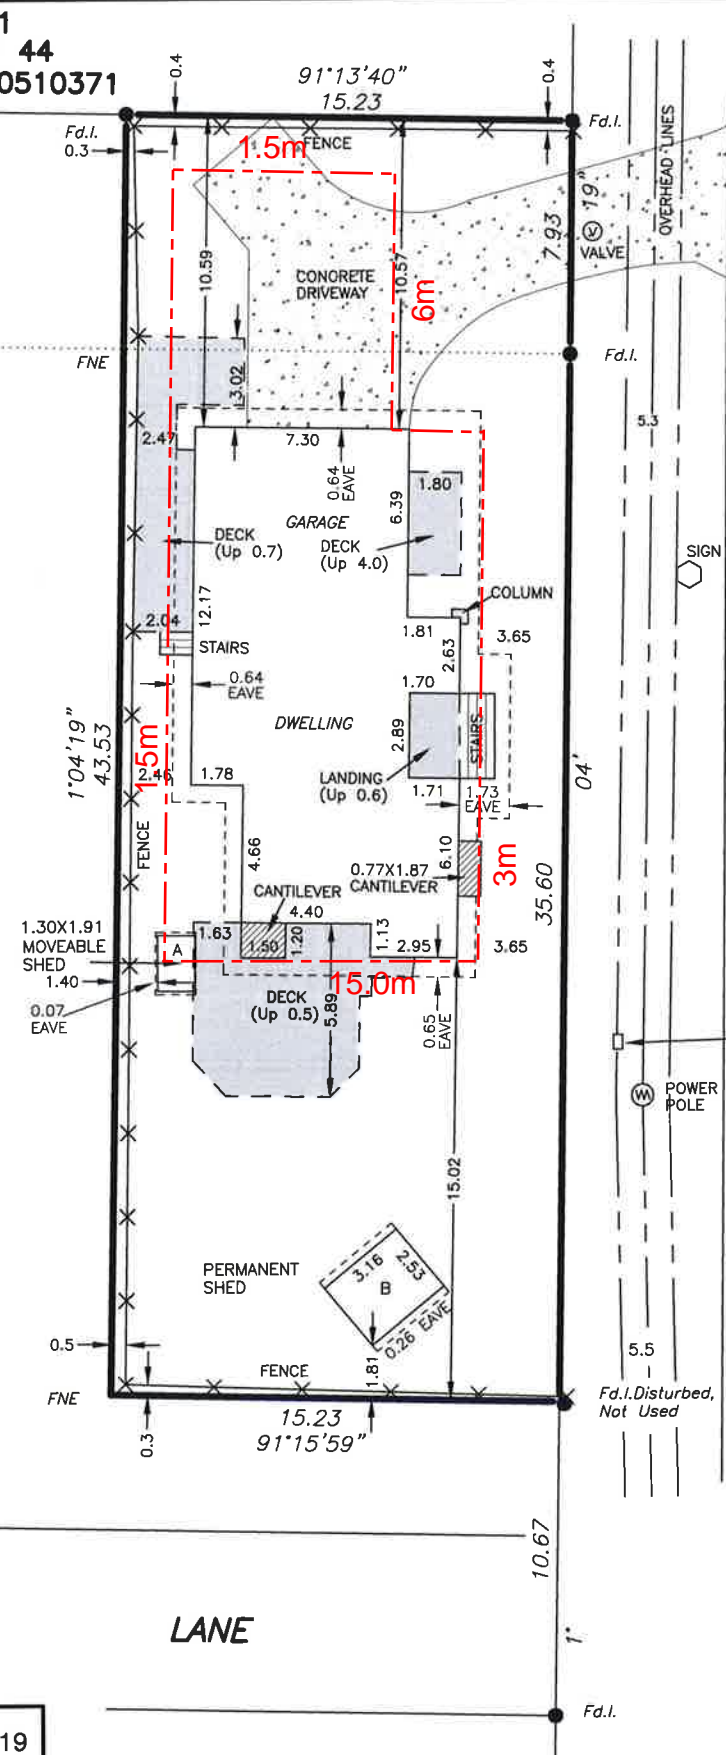 1
44
0510371
0.4
91°13'40"
15.23
0.4
Fd.I.
0.3
Fd.I.
FENCE
1.5m
OVERHEAD LINES
19"
7.93
VALVE
10.59
10.57
CONCRETE
DRIVEWAY
6m
FNE
Fd.I.
3.02
5.3
2.47
7.30
0.64
EAVE
1.80
6.39
GARAGE
DECK
(Up 0.7)
DECK
(Up 4.0)
SIGN
12.17
COLUMN
2.04
STAIRS
1.81
2.63
3.65
0.64
EAVE
1.70
1°04'19"
43.53
1.5m
DWELLING
2.89
STAIRS
04'
2.46
1.78
LANDING
(Up 0.6)
1.71
1.73
EAVE
FENCE
4.66
6.10
0.77X1.87
CANTILEVER
3m
35.60
CANTILEVER
4.40
1.30X1.91
MOVEABLE
SHED
A
1.63
1.50
1.20
1.13
2.95
3.65
1.40
15.0m
0.07
EAVE
DECK
(Up 0.5)
5.89
0.65
EAVE
POWER
POLE
15.02
PERMANENT
SHED
3.16
2.53
B
0.26 EAVE
0.5
1.81
5.5
FENCE
FNE
Fd.I.Disturbed,
Not Used
15.23
91°15'59"
0.3
10.67
LANE
1°
Fd.I.
19